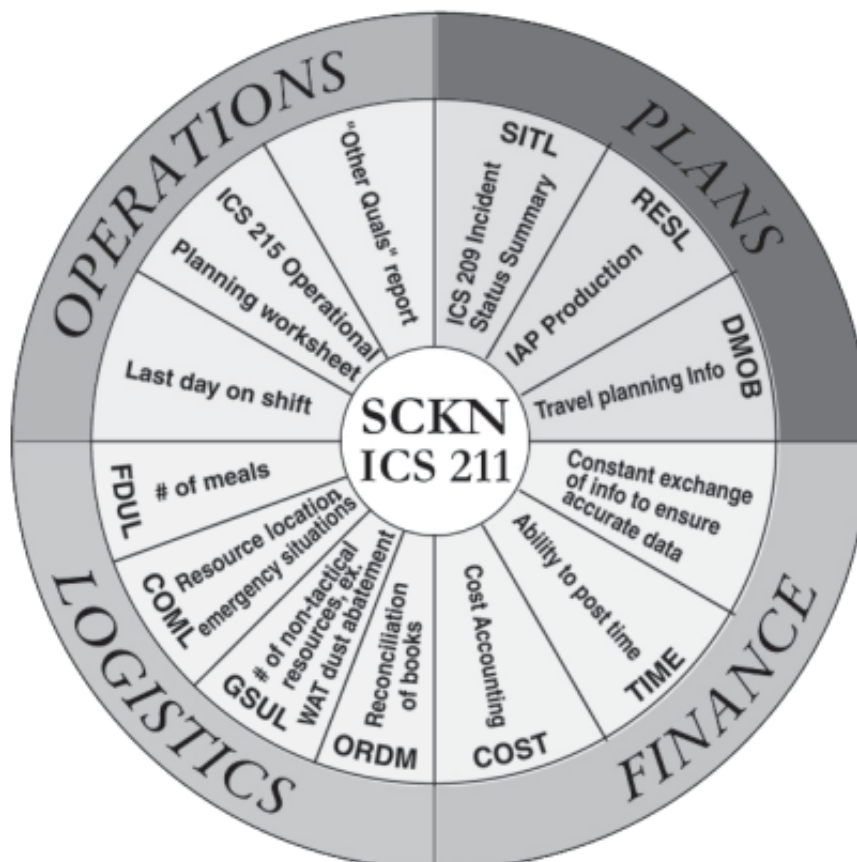 OPERATIONS
"Other Quals" report
ICS 215 Operational
Planning worksheet
Last day on shift
PLANS
SITL
ICS 209 Incident
Status Summary
RESL
IAP Production
DMOB
Travel planning Info
SCKN
ICS 211
FINANCE
Constant exchange
of info to ensure
accurate data
Ability to post time
TIME
Cost Accounting
COST
LOGISTICS
# of meals
FDUL
Resource location
emergency situations
COML
# of non-tactical
resources, ex.
WAT dust abatement
GSUL
Reconciliation
of books
ORDM